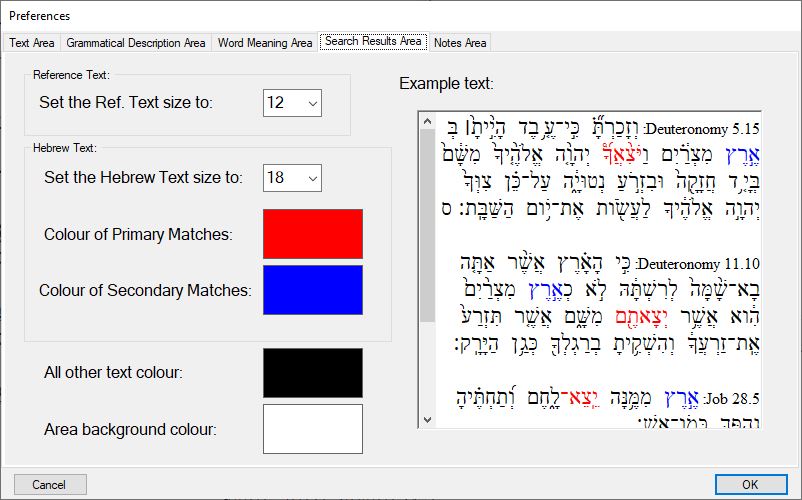 Preferences
Text Area
Grammatical Description Area
Word Meaning Area
Search Results Area
Notes Area
Reference Text:
Set the Ref. Text size to:
12
Hebrew Text:
Set the Hebrew Text size to:
18
Colour of Primary Matches:
Colour of Secondary Matches:
All other text colour:
Area background colour:
Example text:
Deuteronomy 5.15: וְזָכַרְתָּ֞ כִּ֣י־עֶ֤בֶד הָיִ֙יתָ֙׀ בְּ
אֶ֣רֶץ מִצְרַ֔יִם וַיֹּצִ֨אֲךָ֜ יְהוָ֤ה אֱלֹהֶ֙יךָ֙ מִשָּׁ֔ם
בְּיָ֥ד חֲזָקָ֖ה וּבִזְרֹ֣עַ נְטוּיָ֑ה עַל־כֵּ֗ן צִוְּךָ֙
יְהוָ֣ה אֱלֹהֶ֔יךָ לַעֲשׂ֖וֹת אֶת־י֥וֹם הַשַּׁבָּֽת׃ ס
Deuteronomy 11.10: כִּ֣י הָאָ֗רֶץ אֲשֶׁ֨ר אַתָּ֤ה
בָא־שָׁ֙מָּה֙ לְרִשְׁתָּ֔הּ לֹ֣א כְאֶ֤רֶץ מִצְרַ֙יִם֙
הִ֔וא אֲשֶׁ֥ר יְצָאתֶ֖ם מִשָּׁ֑ם אֲשֶׁ֤ר תִּזְרַע֙
אֶֽת־זַרְעֲךָ֔ וְהִשְׁקִ֥יתָ בְרַגְלְךָ֖ כְּגַ֥ן הַיָּרָֽק׃
Job 28.5: אֶ֗רֶץ מִמֶּ֥נָּה יֵֽצֵא־לָ֑חֶם וְ֝תַחְתֶּ֗יהָ
נֶהְפַּ֥ךְ כְּמוֹ־אֵֽשׁ׃
Cancel
OK